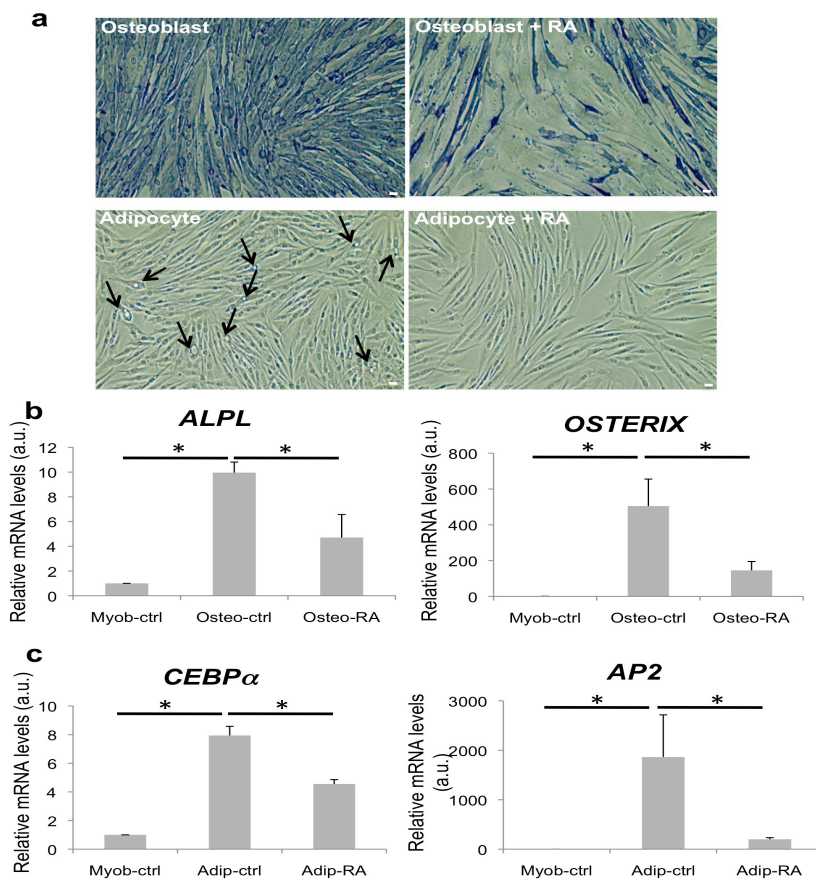 a
Osteoblast
Osteoblast + RA
Adipocyte
Adipocyte + RA
b
ALPL
Relative mRNA levels (a.u.)
12
10
8
6
4
2
0
*
*
Myob-ctrl
Osteo-ctrl
Osteo-RA
OSTERIX
Relative mRNA levels (a.u.)
800
600
400
200
0
*
*
Myob-ctrl
Osteo-ctrl
Osteo-RA
c
CEBPα
Relative mRNA levels (a.u.)
10
8
6
4
2
0
*
*
Myob-ctrl
Adip-ctrl
Adip-RA
AP2
Relative mRNA levels
(a.u.)
3000
2000
1000
0
*
*
Myob-ctrl
Adip-ctrl
Adip-RA